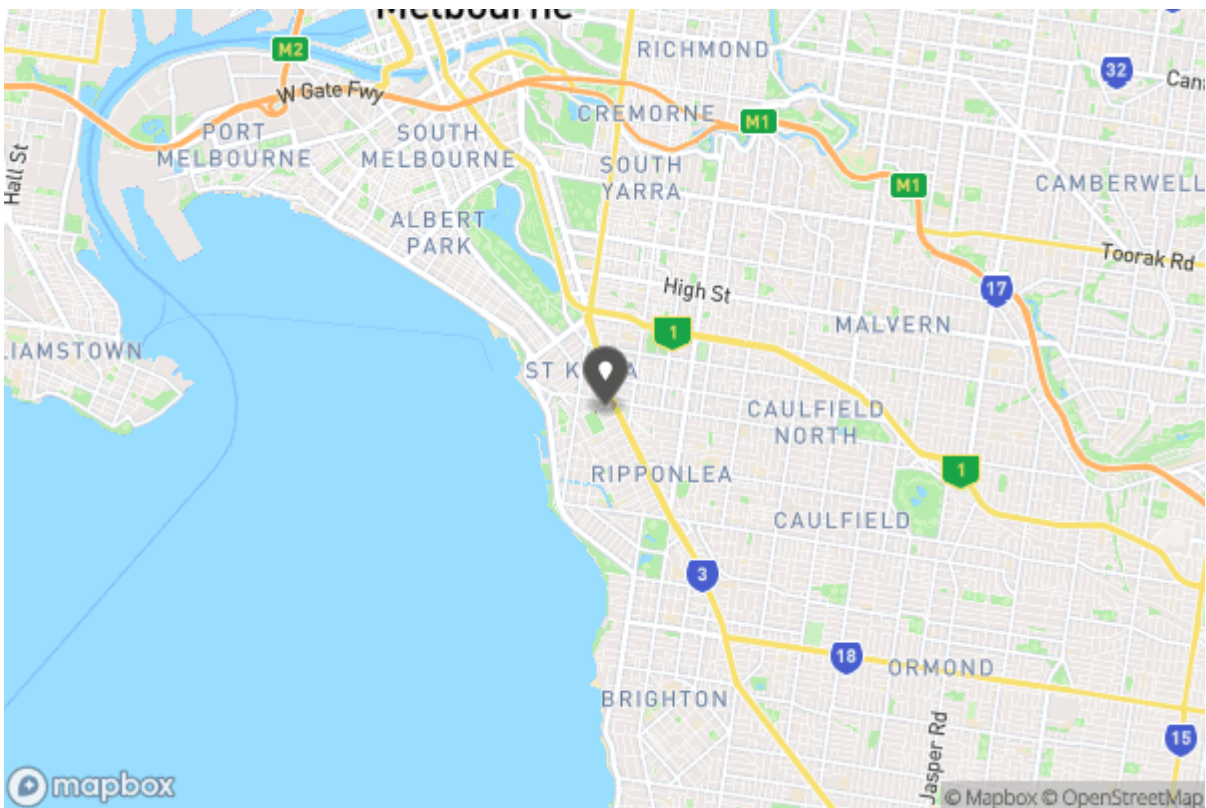 Melbourne
M2
RICHMOND
32
W Gate Fwy
CREMORNE
M1
PORT
MELBOURNE
SOUTH
MELBOURNE
Hall St
SOUTH
YARRA
M1
CAMBERWELL
ALBERT
PARK
Toorak Rd
High St
17
1
MALVERN
LIAMSTOWN
CAULFIELD
NORTH
RIPPONLEA
1
CAULFIELD
3
18
ORMOND
BRIGHTON
Jasper Rd
15
mapbox
© Mapbox © OpenStreetMap